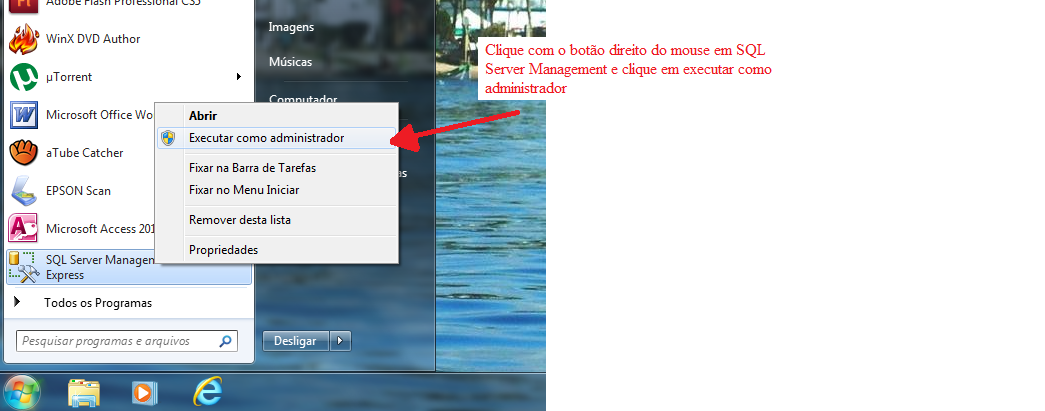 Adobe Flash Professional CS5
WinX DVD Author
µTorrent
Microsoft Office Wo
aTube Catcher
EPSON Scan
Microsoft Access 201
SQL Server Manage
Express
Todos os Programas
Pesquisar programas e arquivos
Imagens
Músicas
Computador
as
Desligar
Abrir
Executar como administrador
Fixar na Barra de Tarefas
Fixar no Menu Iniciar
Remover desta lista
Propriedades
Clique com o botão direito do mouse em SQL
Server Management e clique em executar como
administrador